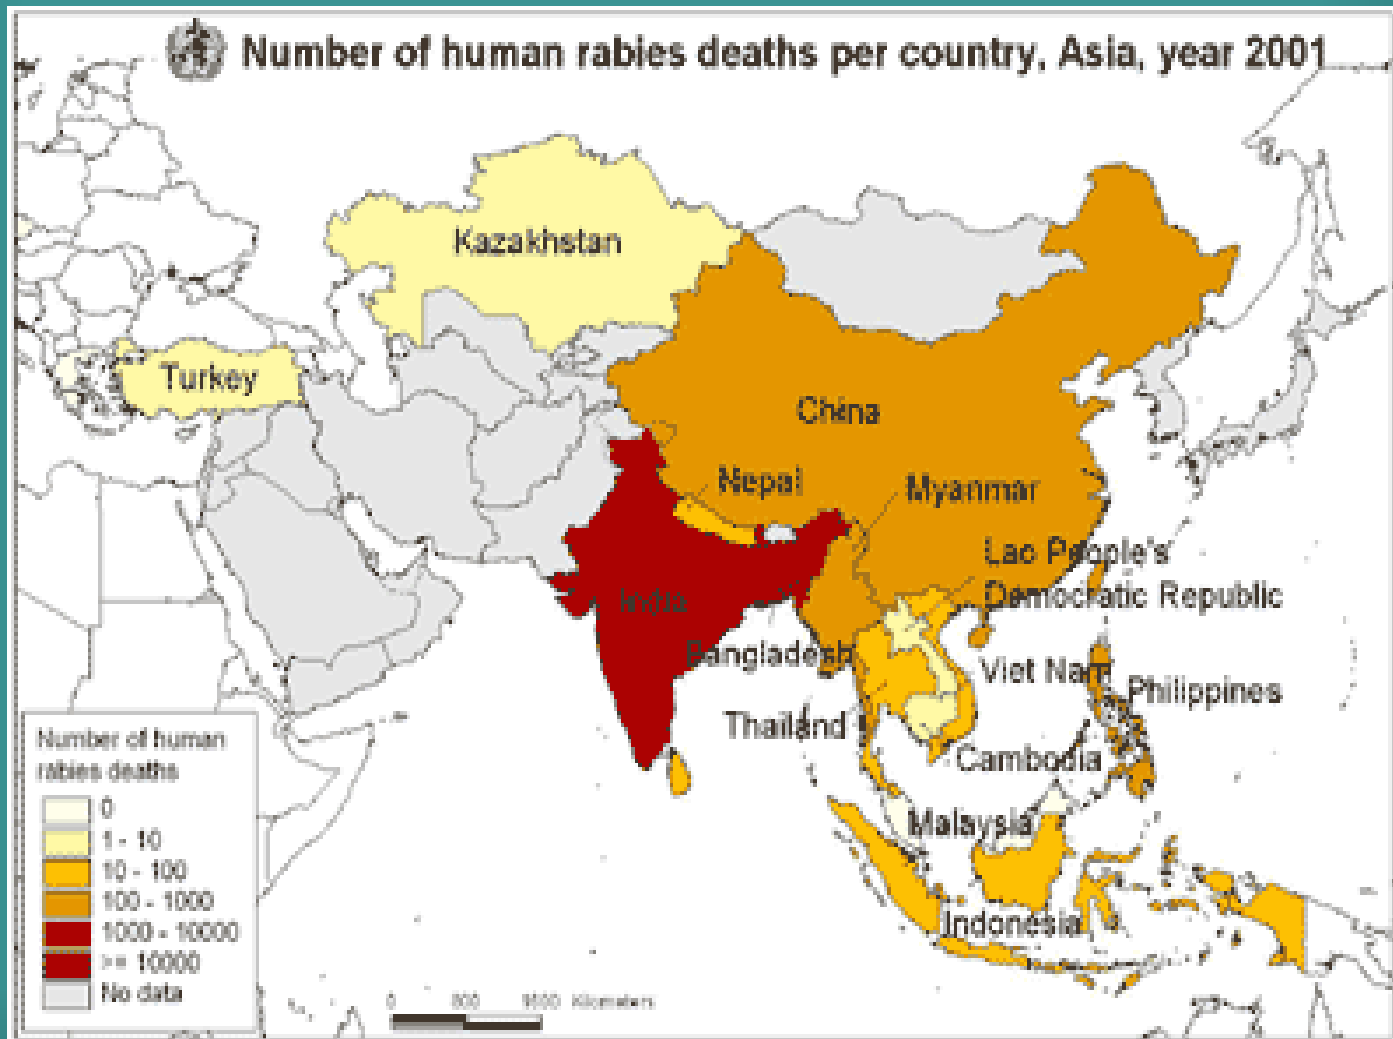 Number of human rabies deaths per country, Asia, year 2001
Kazakhstan
Turkey
China
Nepal
Myanmar
Lao People's
Democratic Republic
India
Bangladesh
Viet Nam
Philippines
Thailand
Cambodia
Malaysia
Indonesia
Number of human
rabies deaths
0
1 - 10
10 - 100
100 - 1000
1000 - 10000
>= 10000
No data
0 800 Kilometers